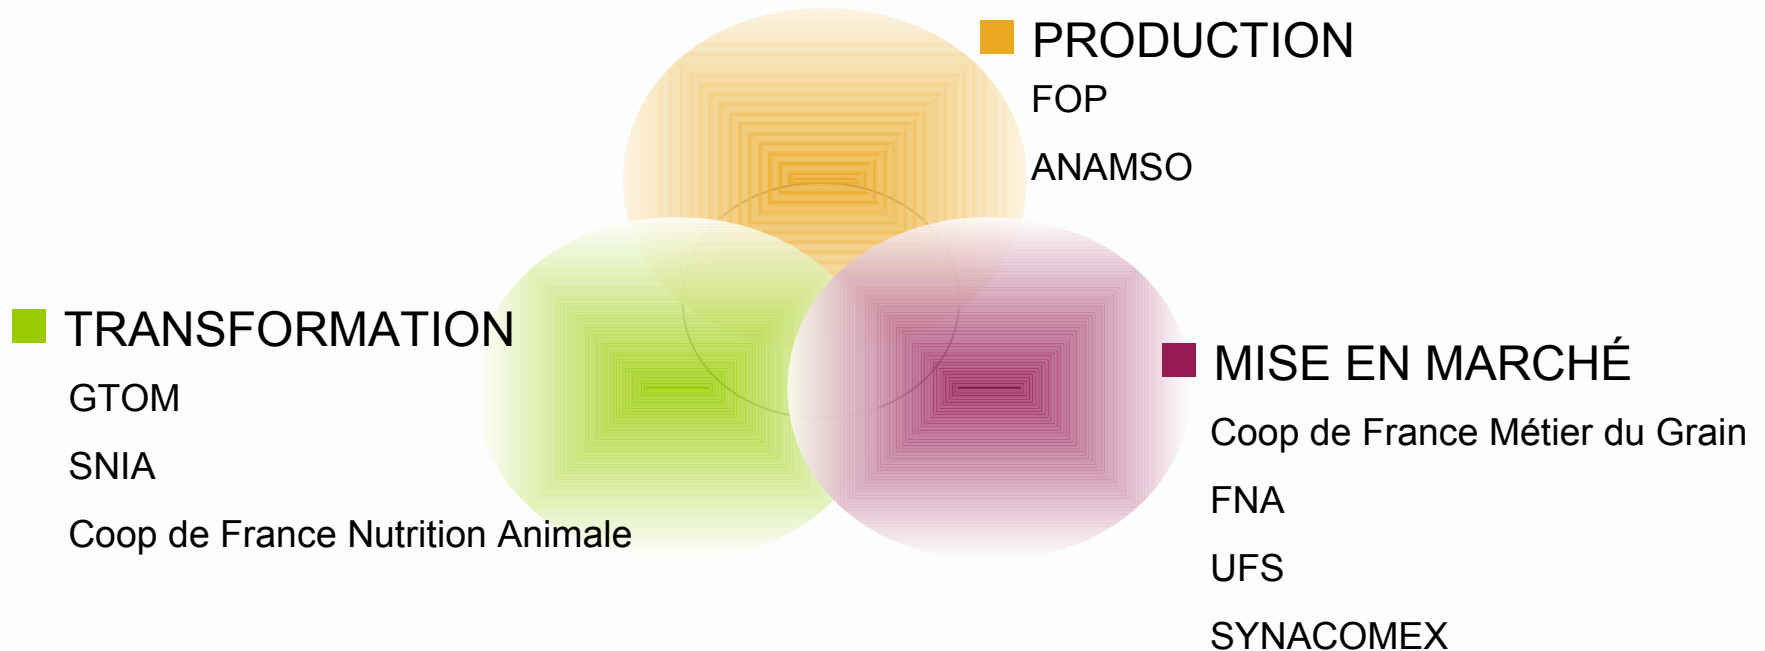 PRODUCTION
FOP
ANAMSO
TRANSFORMATION
GTOM
SNIA
Coop de France Nutrition Animale
MISE EN MARCHÉ
Coop de France Métier du Grain
FNA
UFS
SYNACOMEX